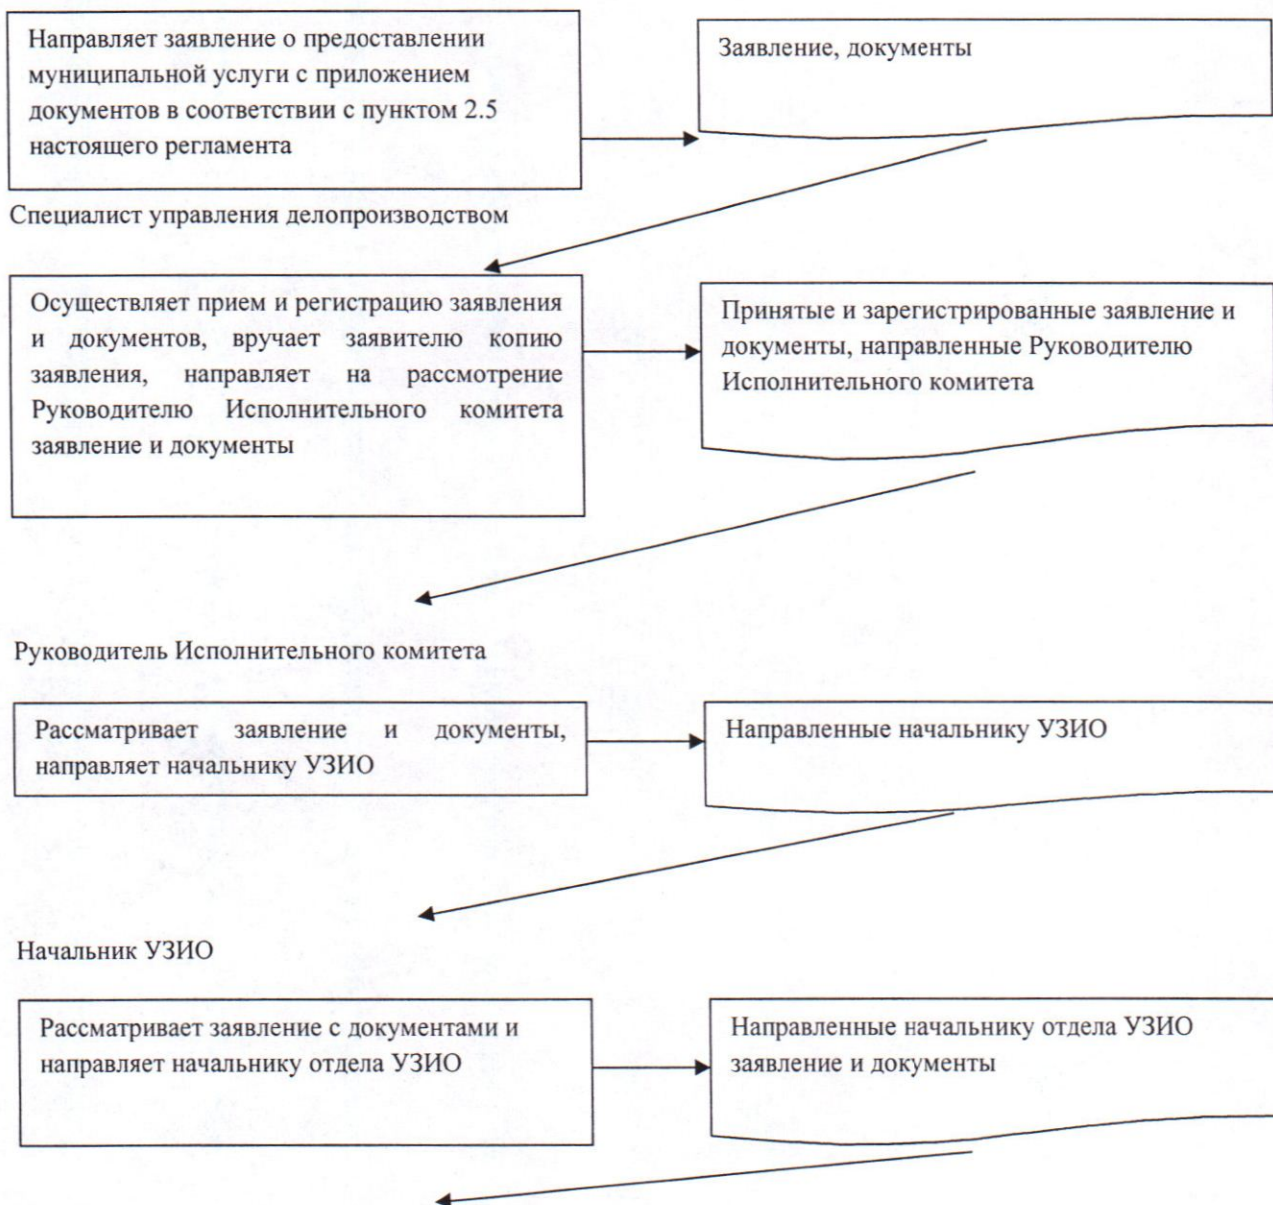 Направляет заявление о предоставлении
муниципальной услуги с приложением
документов в соответствии с пунктом 2.5
настоящего регламента
Заявление, документы
Специалист управления делопроизводством
Осуществляет прием и регистрацию заявления
и документов, вручает заявителю копию
заявления, направляет на рассмотрение
Руководителю Исполнительного комитета
заявление и документы
Принятые и зарегистрированные заявление и
документы, направленные Руководителю
Исполнительного комитета
Руководитель Исполнительного комитета
Рассматривает заявление и документы,
направляет начальнику УЗИО
Направленные начальнику УЗИО
Начальник УЗИО
Рассматривает заявление с документами и
направляет начальнику отдела УЗИО
Направленные начальнику отдела УЗИО
заявление и документы